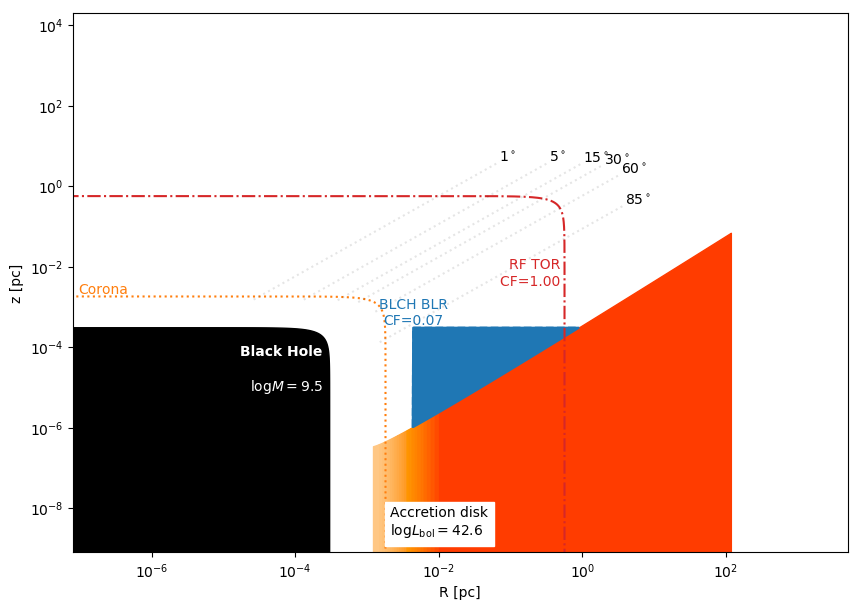 10^4
10^2
10^0
10^-2
10^-4
10^-6
10^-8
z [pc]
1°
5°
15°
30°
60°
85°
RF TOR
CF=1.00
Corona
BLCH BLR
CF=0.07
Black Hole
logM = 9.5
Accretion disk
logL_bol = 42.6
10^-6
10^-4
10^-2
10^0
10^2
R [pc]